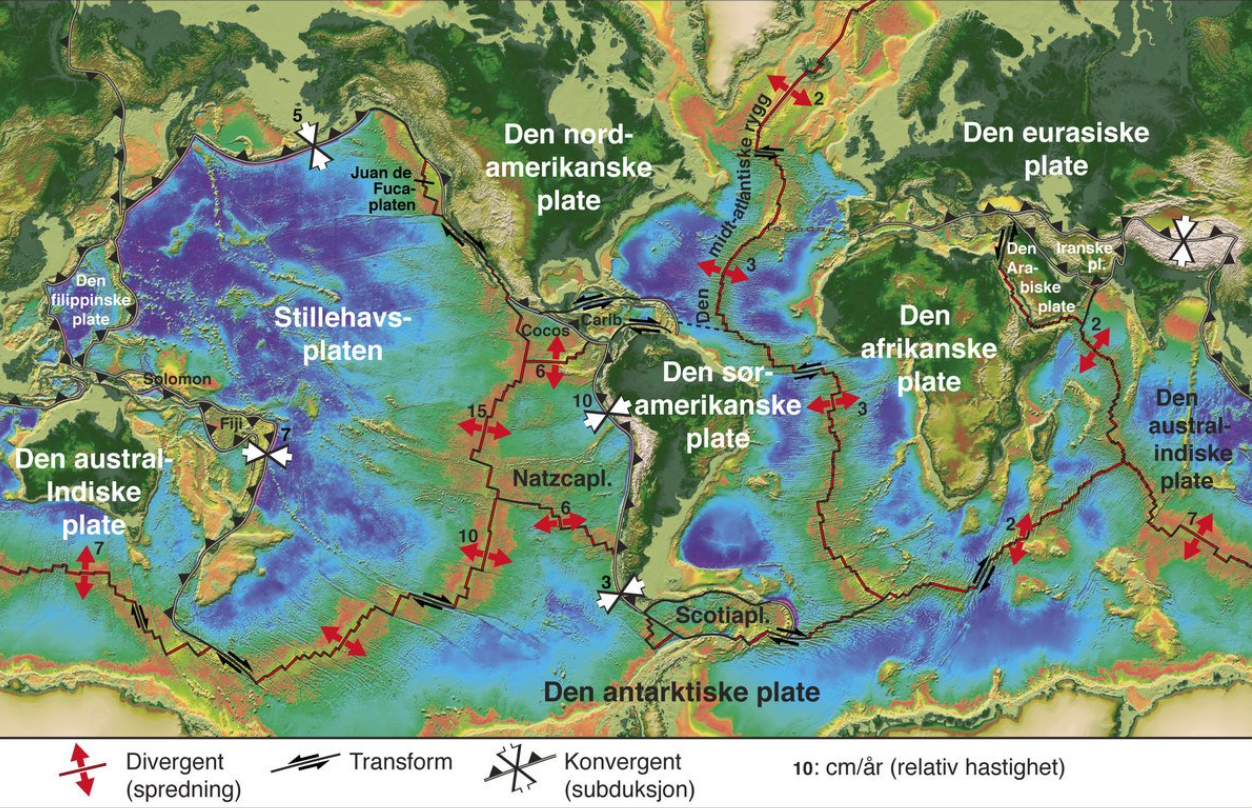 5
2
Den nord-
amerikanske
plate
Den eurasiske
plate
Juan de
Fuca-
platen
Den
midt-atlantiske rygg
3
Den
filippinske
plate
Stillehavs-
platen
Den
Ara-
biske
plate
Iranske
pl.
Cocos
Carib.
6
2
Den
afrikanske
plate
Solomon
Den sør-
amerikanske
plate
10
15
3
Fiji
7
Den
austral-
indiske
plate
Den austral-
Indiske
plate
Natzcapl.
6
10
7
2
7
3
Scotiapl.
Den antarktiske plate
Divergent
(spredning)
Transform
Konvergent
(subduksjon)
10: cm/år (relativ hastighet)